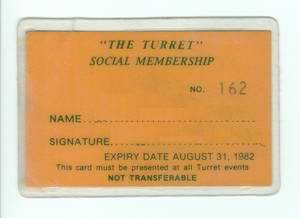 "THE TURRET"
SOCIAL MEMBERSHIP
NO. 162
NAME
SIGNATURE
EXPIRY DATE AUGUST 31, 1982
This card must be presented at all Turret events
NOT TRANSFERABLE